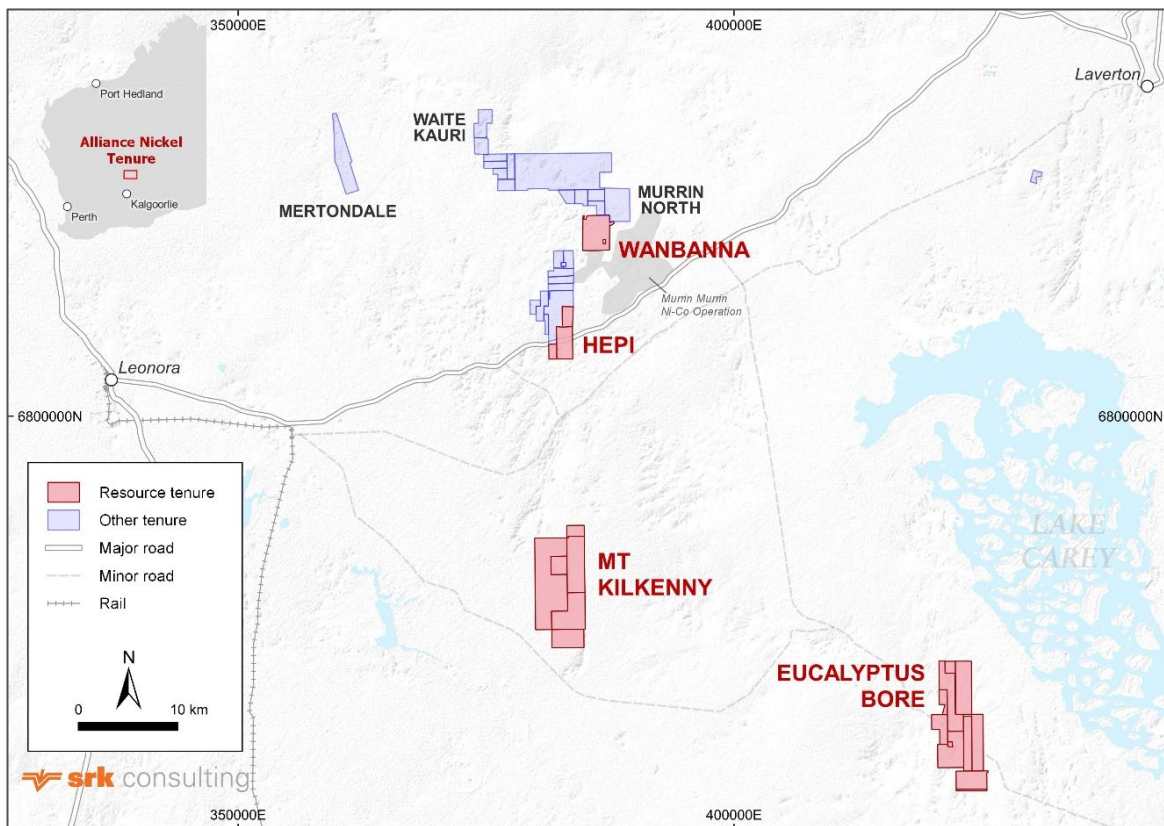 350000E
400000E
Laverton
Port Hedland
Alliance Nickel
Tenure
Kalgoorlie
Perth
WAITE
KAURI
MERTONDALE
MURRIN
NORTH
WANBANNA
Murrin Murrin
Ni-Co Operation
HEPI
Leonora
6800000N
6800000N
Resource tenure
Other tenure
Major road
Minor road
Rail
N
0 10 km
LAKE
CAREY
MT
KILKENNY
EUCALYPTUS
BORE
srk consulting
350000E
400000E